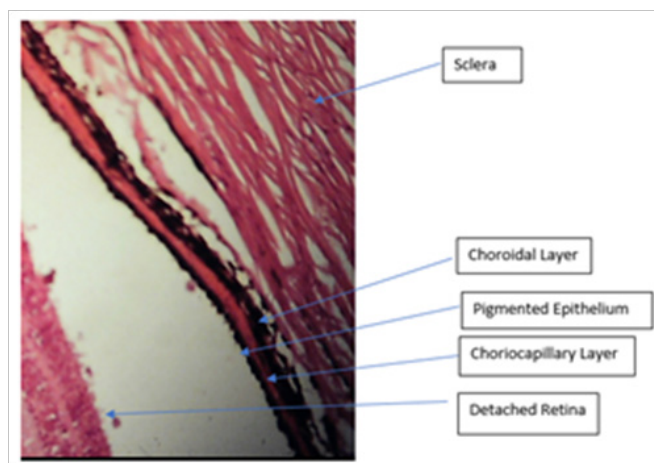 Sclera
Choroidal Layer
Pigmented Epithelium
Choriocapillary Layer
Detached Retina